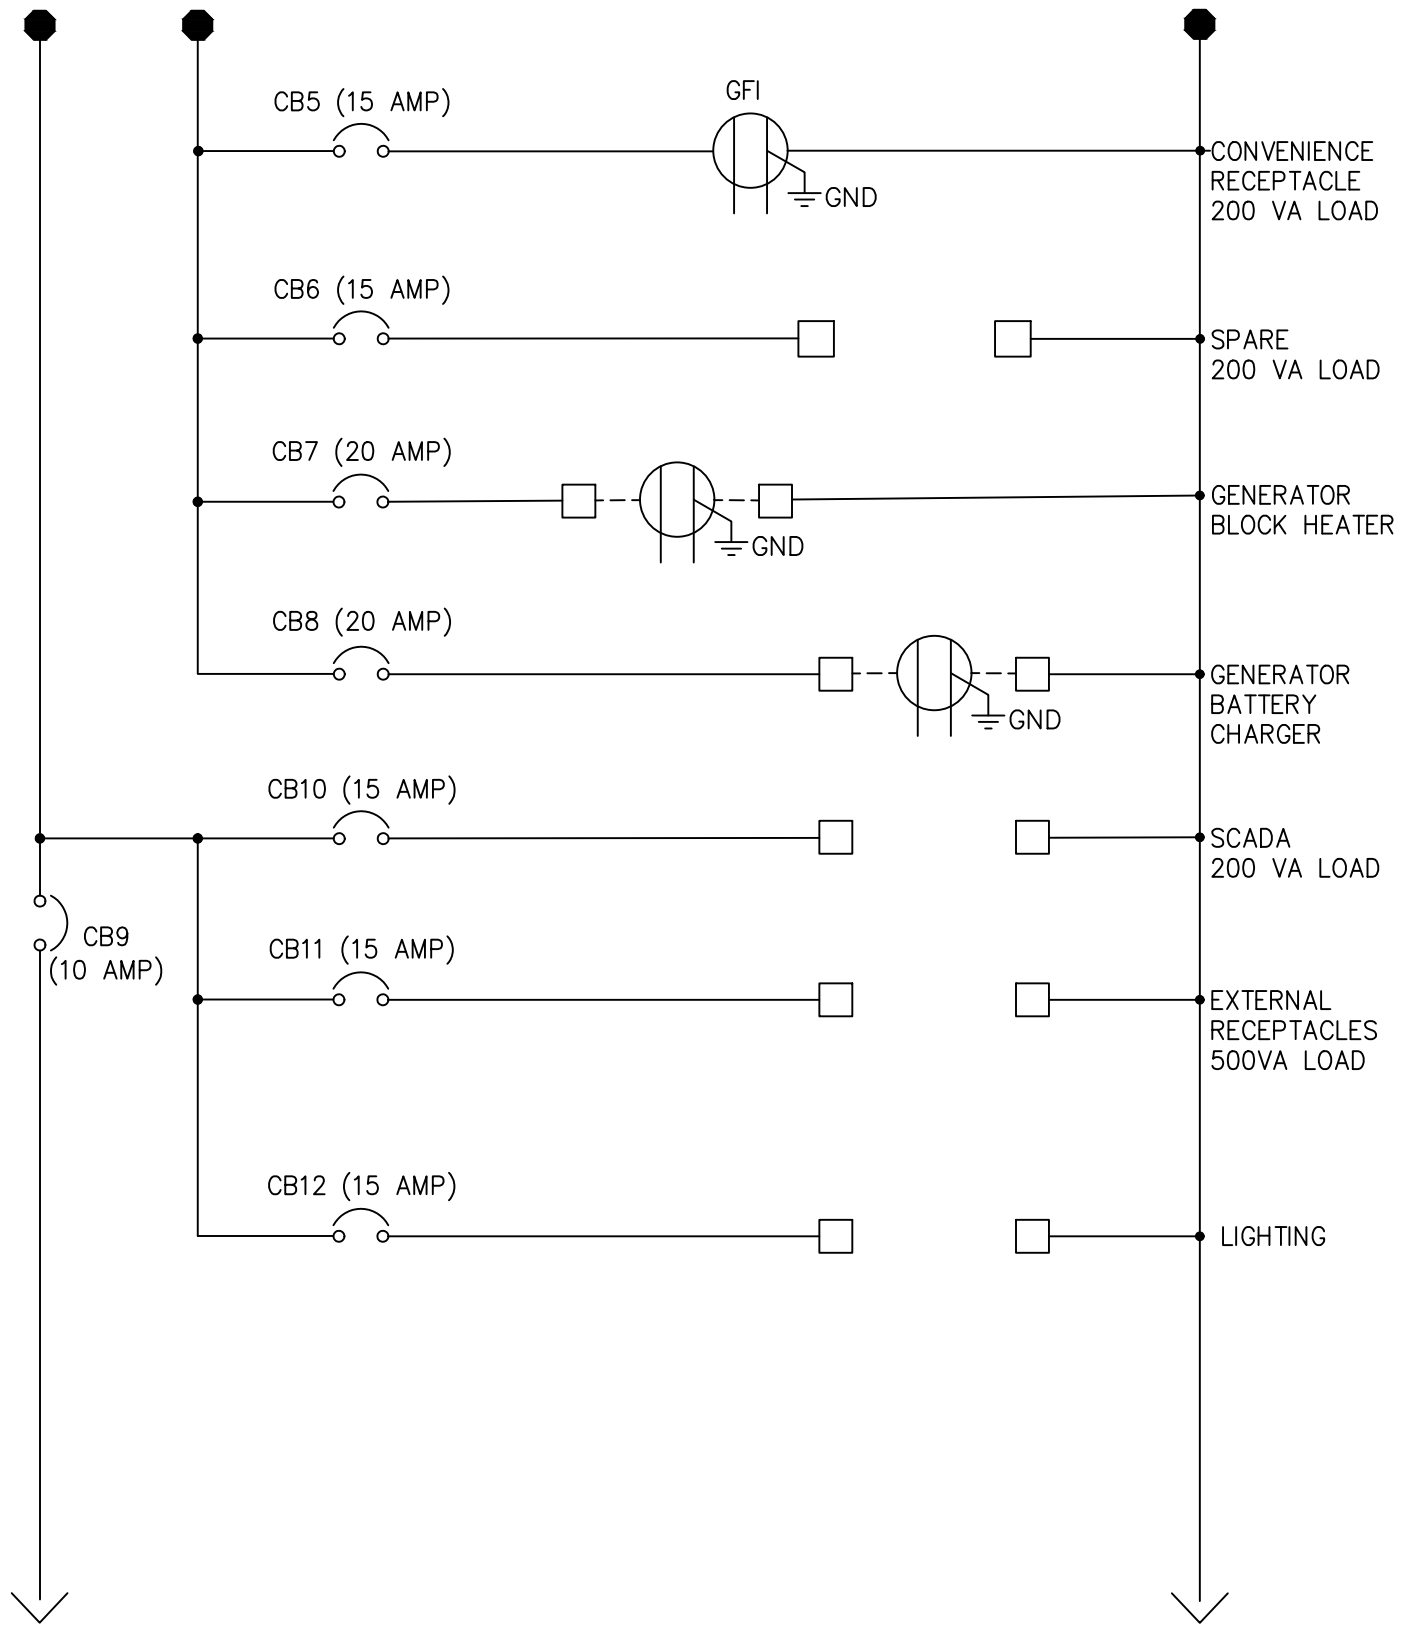 GFI
CB5 (15 AMP)
CONVENIENCE
RECEPTACLE
200 VA LOAD
GND
CB6 (15 AMP)
SPARE
200 VA LOAD
CB7 (20 AMP)
GENERATOR
BLOCK HEATER
GND
CB8 (20 AMP)
GENERATOR
BATTERY
CHARGER
GND
CB10 (15 AMP)
SCADA
200 VA LOAD
CB9
(10 AMP)
CB11 (15 AMP)
EXTERNAL
RECEPTACLES
500VA LOAD
CB12 (15 AMP)
LIGHTING